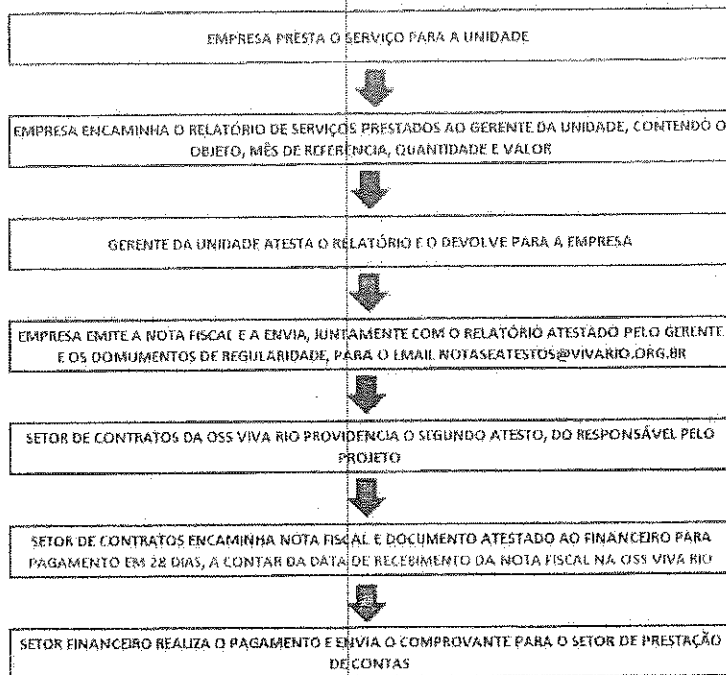 EMPRESA PRESTA O SERVIÇO PARA A UNIDADE
EMPRESA ENCAMINHA O RELATÓRIO DE SERVIÇOS PRESTADOS AO GERENTE DA UNIDADE, CONTENDO O
OBJETO, MÊS DE REFERÊNCIA, QUANTIDADE E VALOR
GERENTE DA UNIDADE ATESTA O RELATÓRIO E O DEVOLVE PARA A EMPRESA
EMPRESA EMITE A NOTA FISCAL E A ENVIA, JUNTAMENTE COM O RELATÓRIO ATESTADO PELO GERENTE
E OS DOMUMENTOS DE REGULARIDADE, PARA O EMAIL NOTASEATESTOS@VIVARIO.ORG.BR
SETOR DE CONTRATOS DA OSS VIVA RIO PROVIDENCIA O SEGUNDO ATESTO, DO RESPONSÁVEL PELO
PROJETO
SETOR DE CONTRATOS ENCAMINHA NOTA FISCAL E DOCUMENTO ATESTADO AO FINANCEIRO PARA
PAGAMENTO EM 28 DIAS, A CONTAR DA DATA DE RECEBIMENTO DA NOTA FISCAL NA OSS VIVA RIO
SETOR FINANCEIRO REALIZA O PAGAMENTO E ENVIA O COMPROVANTE PARA O SETOR DE PRESTAÇÃO
DE CONTAS